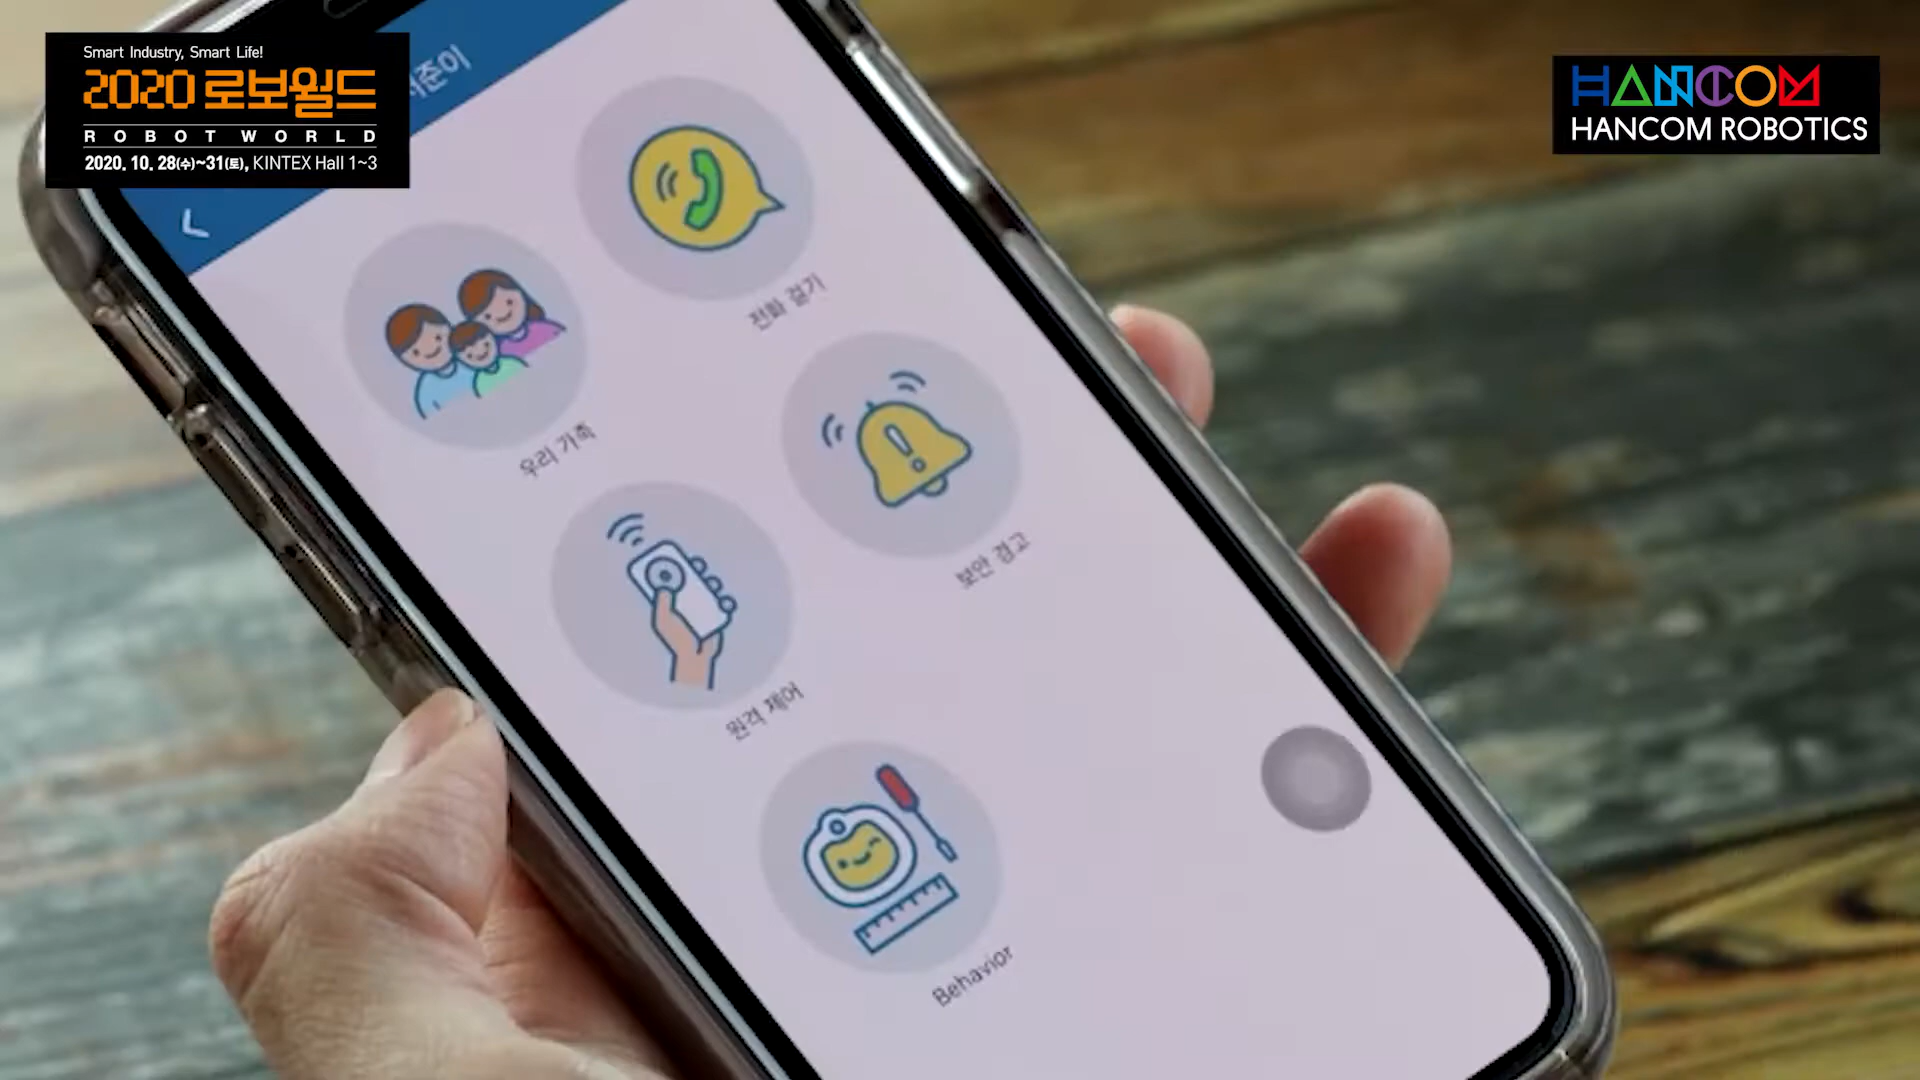 Smart Industry, Smart Life!
2020 로보월드
ROBOT WORLD
2020. 10. 28(수)~31(토), KINTEX Hall 1~3
HANCOM
HANCOM ROBOTICS
전화 걸기
우리 가족
보안 경고
원격 제어
Behavior